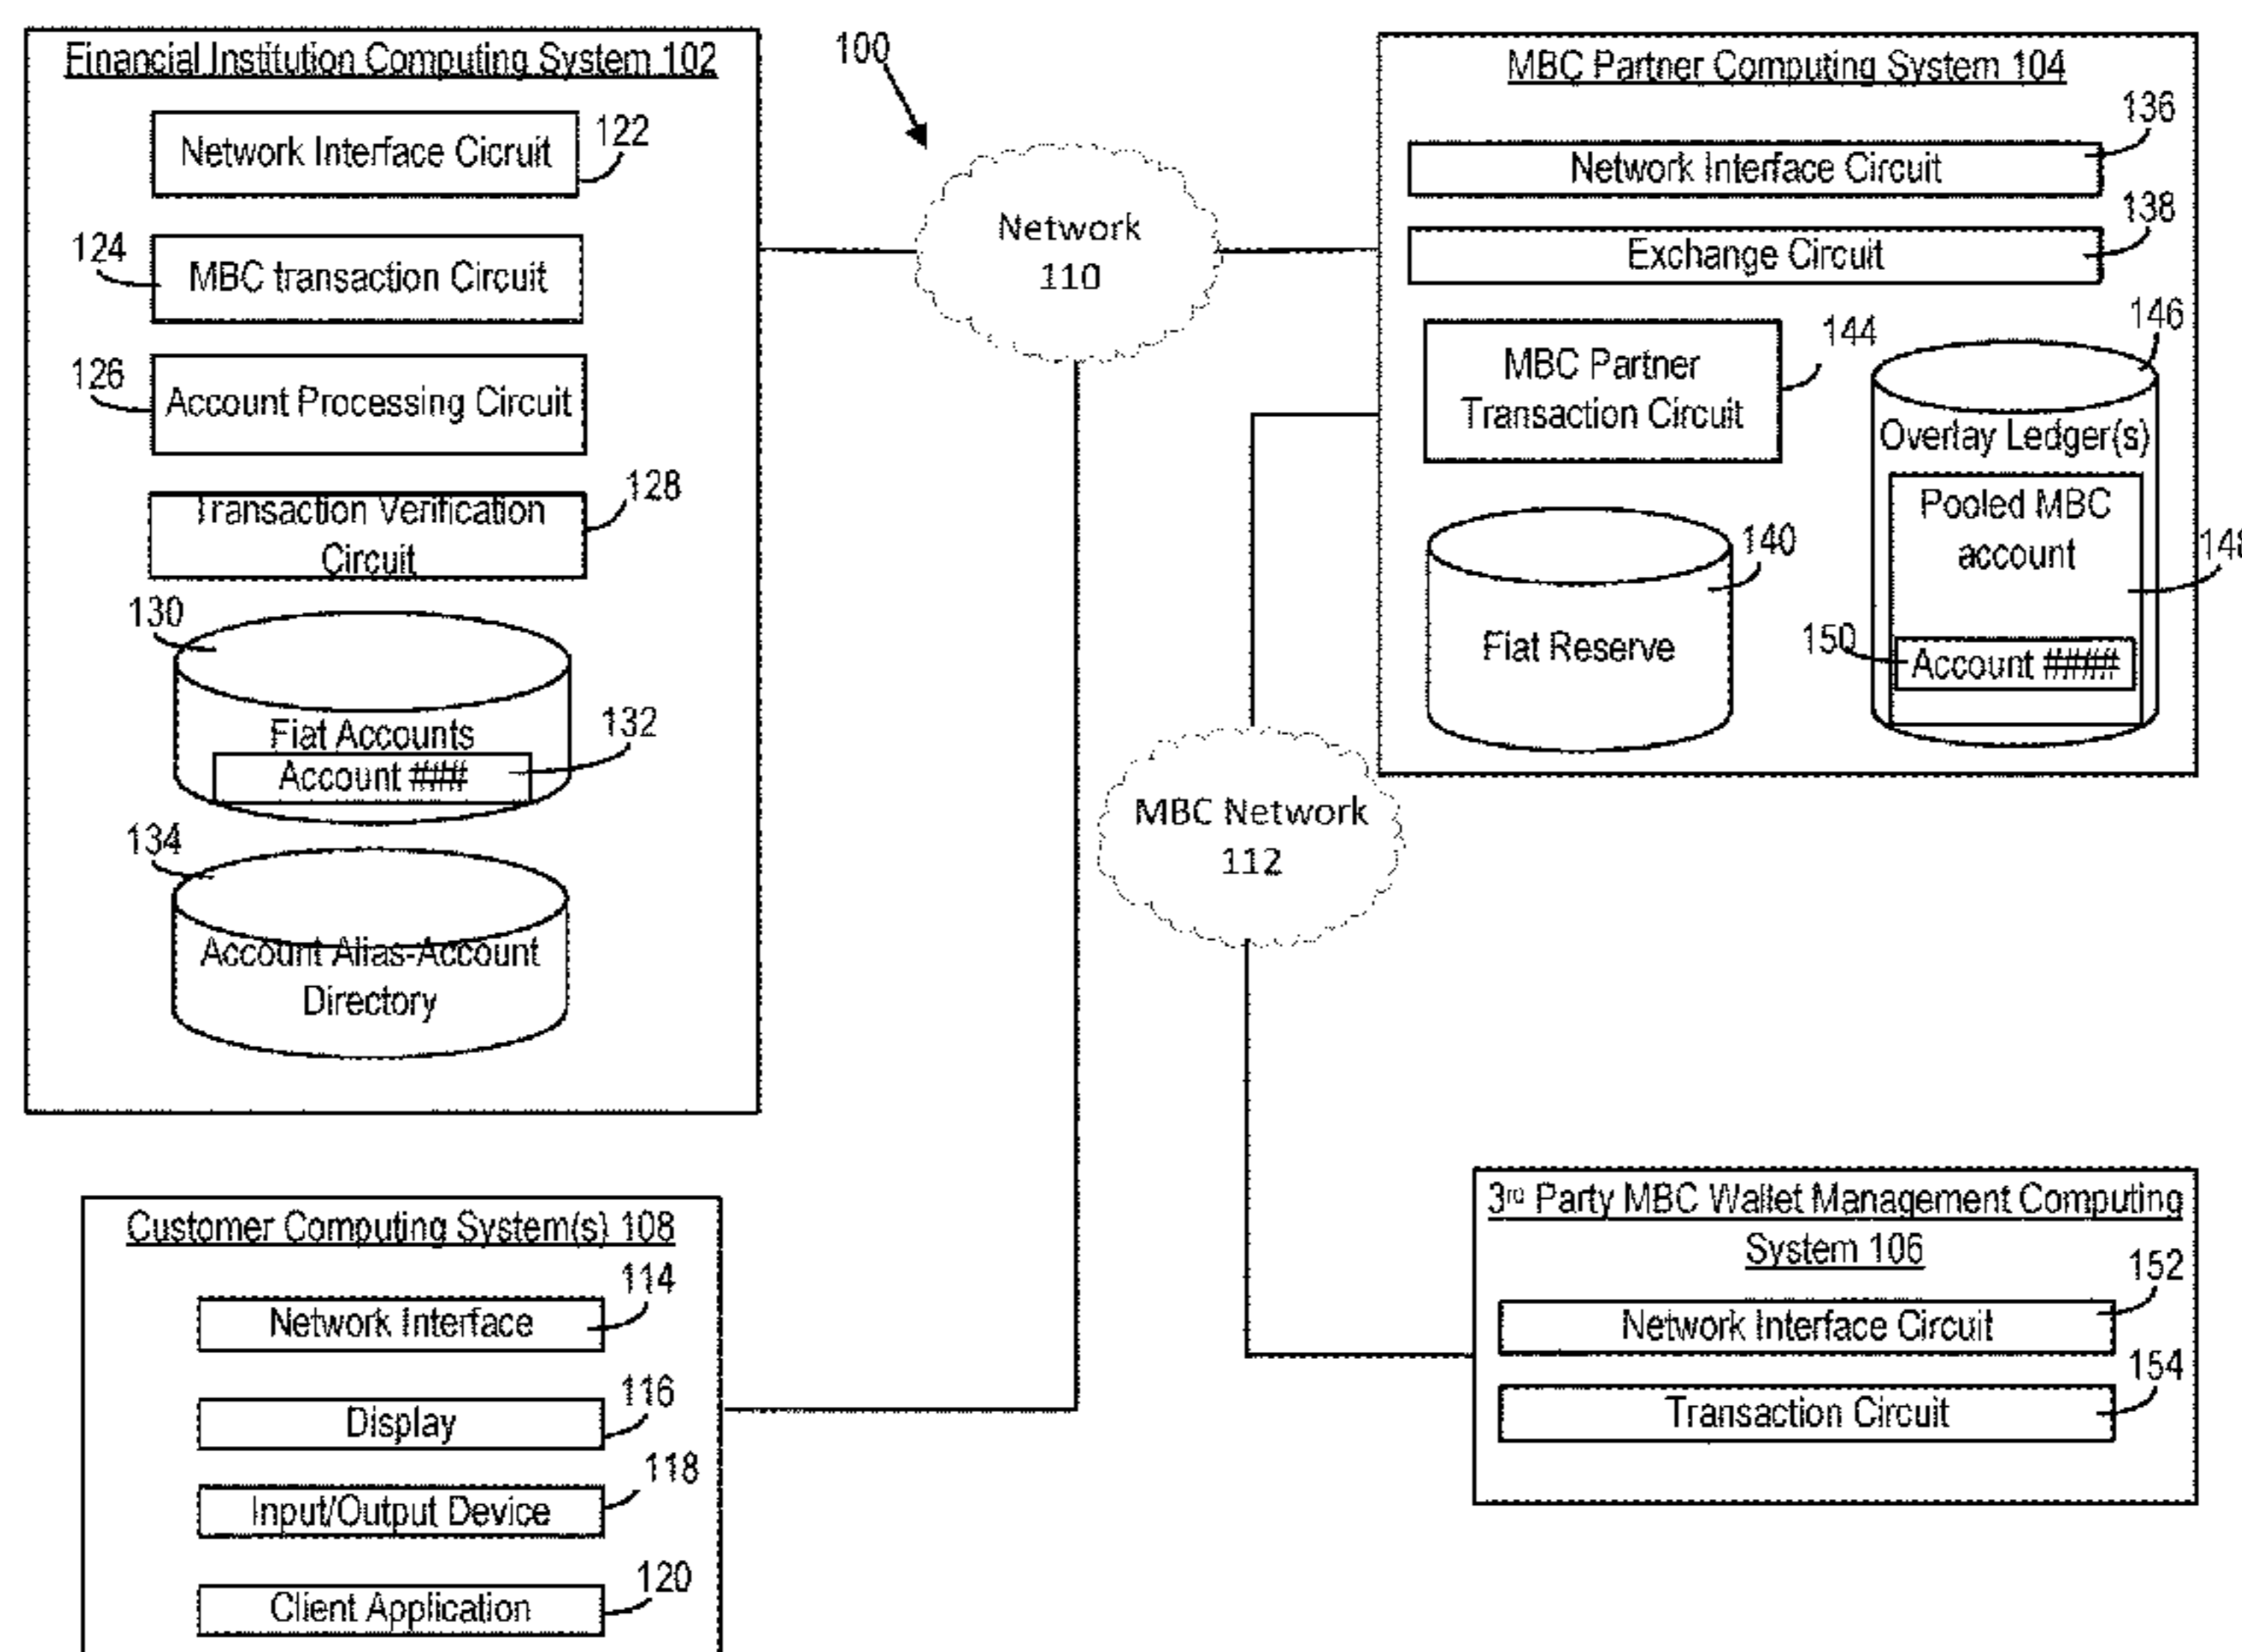 Financial Institution Computing System 102
Network Interface Cicruit
122
124
MBC transaction Circuit
126
Account Processing Circuit
128
Transaction Verification
Circuit
130
Fiat Accounts
132
Account ###
134
Account Alias-Account
Directory
100
Network
110
MBC Partner Computing System 104
136
Network Interface Circuit
138
Exchange Circuit
144
MBC Partner
Transaction Circuit
146
Overlay Ledger(s)
Pooled MBC
account
148
140
Fiat Reserve
150
Account ####
MBC Network
112
Customer Computing System(s) 108
114
Network Interface
116
Display
118
Input/Output Device
120
Client Application
3rd Party MBC Wallet Management Computing
System 106
152
Network Interface Circuit
154
Transaction Circuit